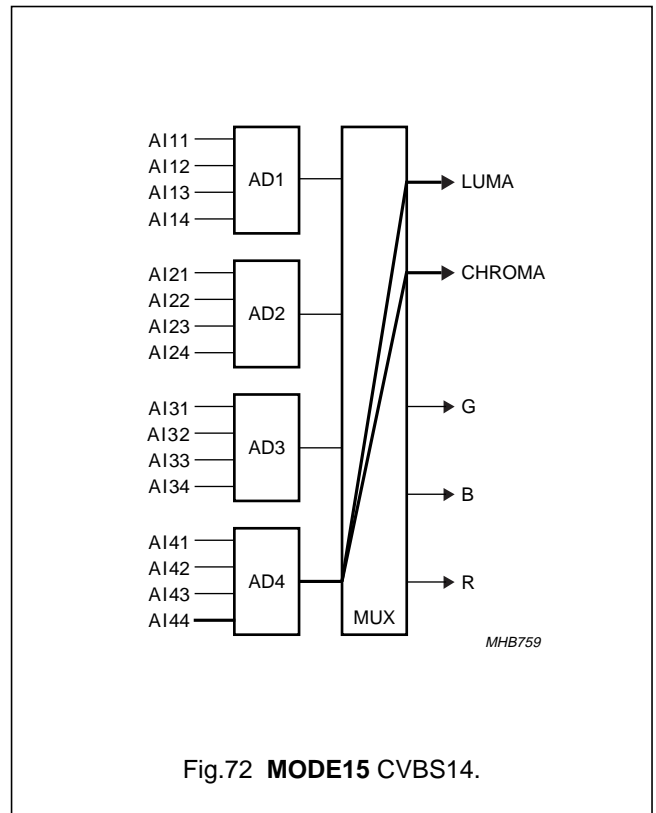 AI11
AI12
AI13
AI14
AD1
AI21
AI22
AI23
AI24
AD2
AI31
AI32
AI33
AI34
AD3
AI41
AI42
AI43
AI44
AD4
MUX
LUMA
CHROMA
G
B
R
MHB759
Fig.72 MODE15 CVBS14.